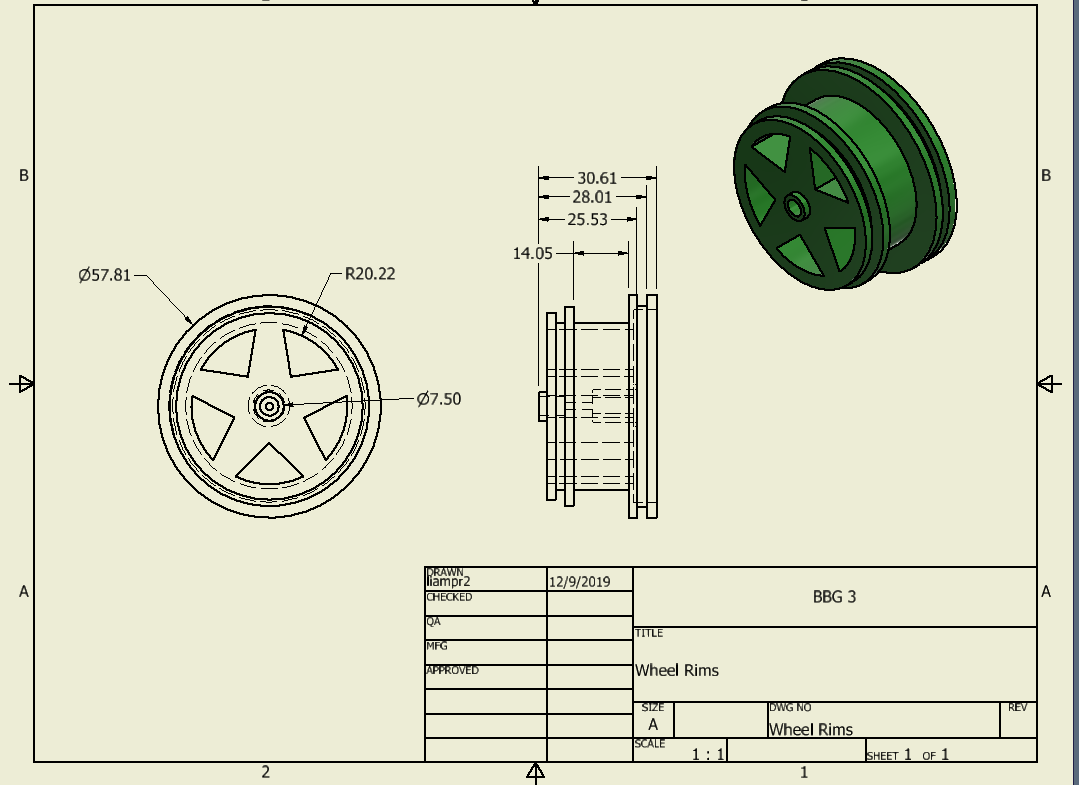 B
B
30.61
28.01
25.53
14.05
Ø57.81
R20.22
Ø7.50
A
A
DRAWN
liampr2
12/9/2019
CHECKED
QA
MFG
APPROVED
BBG 3
TITLE
Wheel Rims
SIZE
A
DWG NO
Wheel Rims
REV
SCALE
1 : 1
SHEET 1 OF 1
2
1